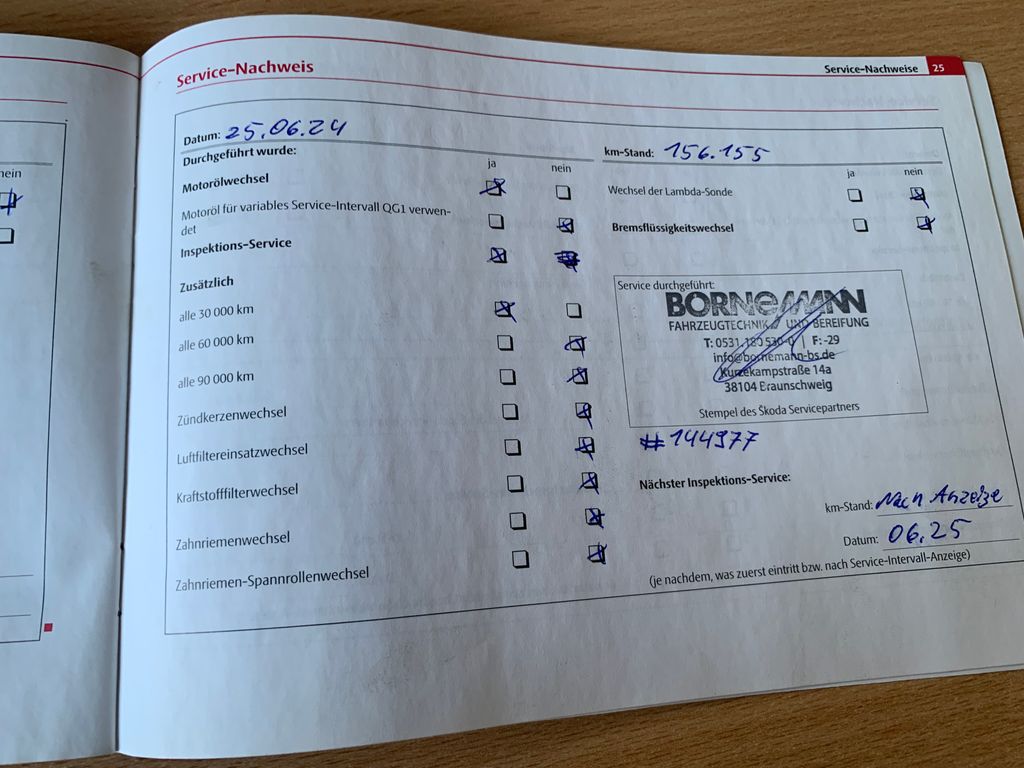 Service-Nachweis
Service-Nachweise 25
nein
Datum: 25.06.24
km-Stand: 156.155
Durchgeführt wurde:
ja nein
ja nein
Motorölwechsel
Motoröl für variables Service-Intervall QG1 verwen-
det
Inspektions-Service
Zusätzlich
alle 30 000 km
alle 60 000 km
alle 90 000 km
Zündkerzenwechsel
Luftfiltereinsatzwechsel
Kraftstofffilterwechsel
Zahnriemenwechsel
Zahnriemen-Spannrollenwechsel
Wechsel der Lambda-Sonde
Bremsflüssigkeitswechsel
Service durchgeführt:
BORNEMANN
FAHRZEUGTECHNIK UND BEREIFUNG
T: 0531-180 530-0 | F: -29
info@bornemann-bs.de
Kurzekampstraße 14a
38104 Braunschweig
Stempel des Škoda Servicepartners
#144977
Nächster Inspektions-Service:
km-Stand: Nach Anzeige
Datum: 06.25
(je nachdem, was zuerst eintritt bzw. nach Service-Intervall-Anzeige)